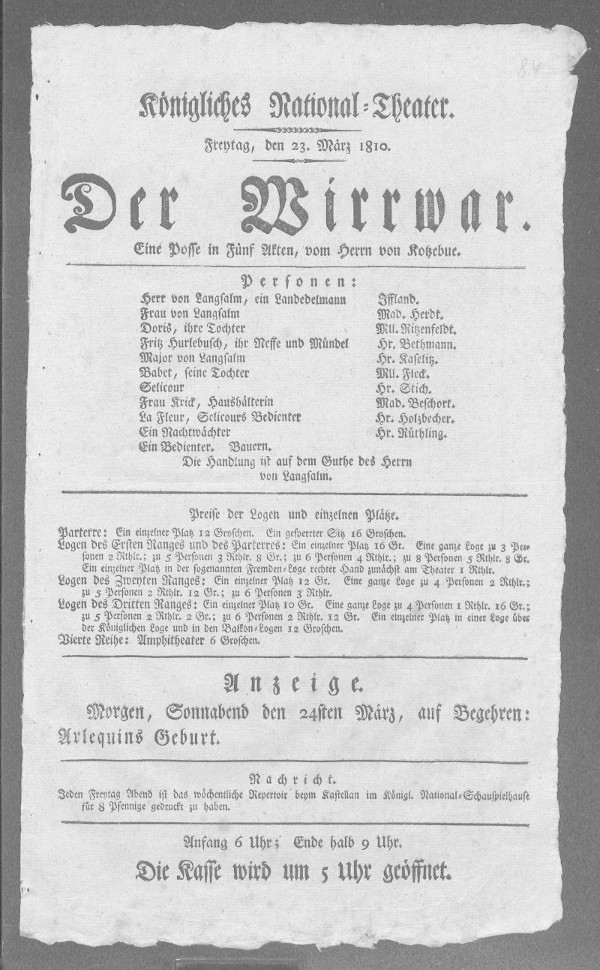 84
Königliches National-Theater.
Freytag, den 23. März 1810.
Der Wirrwar.
Eine Posse in Fünf Akten, vom Herrn von Kotzebue.
Personen:
Herr von Langsalm, ein Landedelmann Iffland.
Frau von Langsalm Mad. Herdt.
Doris, ihre Tochter Mll. Ritzenfeldt.
Fritz Hurlebusch, ihr Neffe und Mündel Hr. Bethmann.
Major von Langsalm Hr. Kaselitz.
Babet, seine Tochter Mll. Fleck.
Selicour Hr. Stich.
Frau Krick, Haushälterin Mad. Beschort.
La Fleur, Selicours Bedienter Hr. Holzbecher.
Ein Nachtwächter Hr. Rüthling.
Ein Bedienter. Bauern.
Die Handlung ist auf dem Guthe des Herrn
von Langsalm.
Preise der Logen und einzelnen Plätze.
Parterre: Ein einzelner Platz 12 Groschen. Ein gesperrter Sitz 16 Groschen.
Logen des Ersten Ranges und des Parterres: Ein einzelner Platz 16 Gr. Eine ganze Loge zu 3 Per-
sonen 2 Rthlr.; zu 5 Personen 3 Rthlr. 8 Gr.; zu 6 Personen 4 Rthlr.; zu 8 Personen 5 Rthlr. 8 Gr.
Ein einzelner Platz in der sogenannten Fremden-Loge rechter Hand zunächst am Theater 1 Rthlr.
Logen des Zweyten Ranges: Ein einzelner Platz 12 Gr. Eine ganze Loge zu 4 Personen 2 Rthlr.;
zu 5 Personen 2 Rthlr. 12 Gr.; zu 6 Personen 3 Rthlr.
Logen des Dritten Ranges: Ein einzelner Platz 10 Gr. Eine ganze Loge zu 4 Personen 1 Rthlr. 16 Gr.;
zu 5 Personen 2 Rthlr. 2 Gr.; zu 6 Personen 2 Rthlr. 12 Gr. Ein einzelner Platz in einer Loge über
der Königlichen Loge und in den Balkon-Logen 12 Groschen.
Vierte Reihe: Amphitheater 6 Groschen.
Anzeige.
Morgen, Sonnabend den 24sten März, auf Begehren:
Arlequins Geburt.
Nachricht.
Jeden Freytag Abend ist das wöchentliche Repertoir beym Kastellan im Königl. National-Schauspielhause
für 8 Pfennige gedruckt zu haben.
Anfang 6 Uhr; Ende halb 9 Uhr.
Die Kasse wird um 5 Uhr geöffnet.